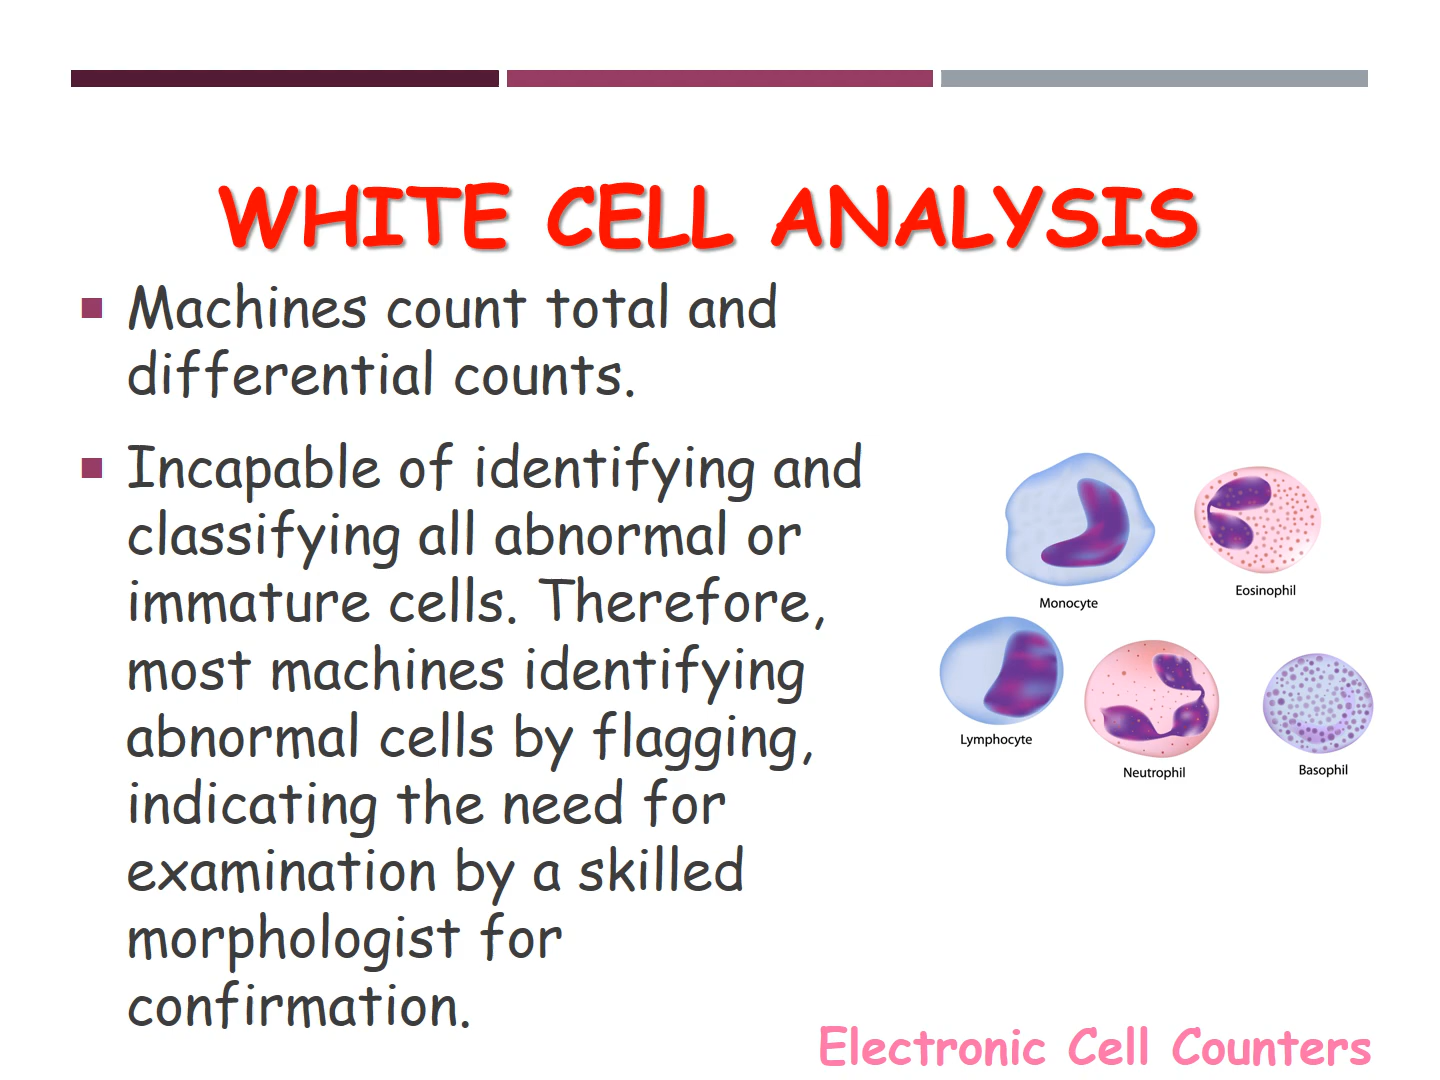 WHITE CELL ANALYSIS
Machines count total and
differential counts.
Incapable of identifying and
classifying all abnormal or
immature cells. Therefore,
most machines identifying
abnormal cells by flagging,
indicating the need for
examination by a skilled
morphologist for
confirmation.
Monocyte
Eosinophil
Lymphocyte
Neutrophil
Basophil
Electronic Cell Counters